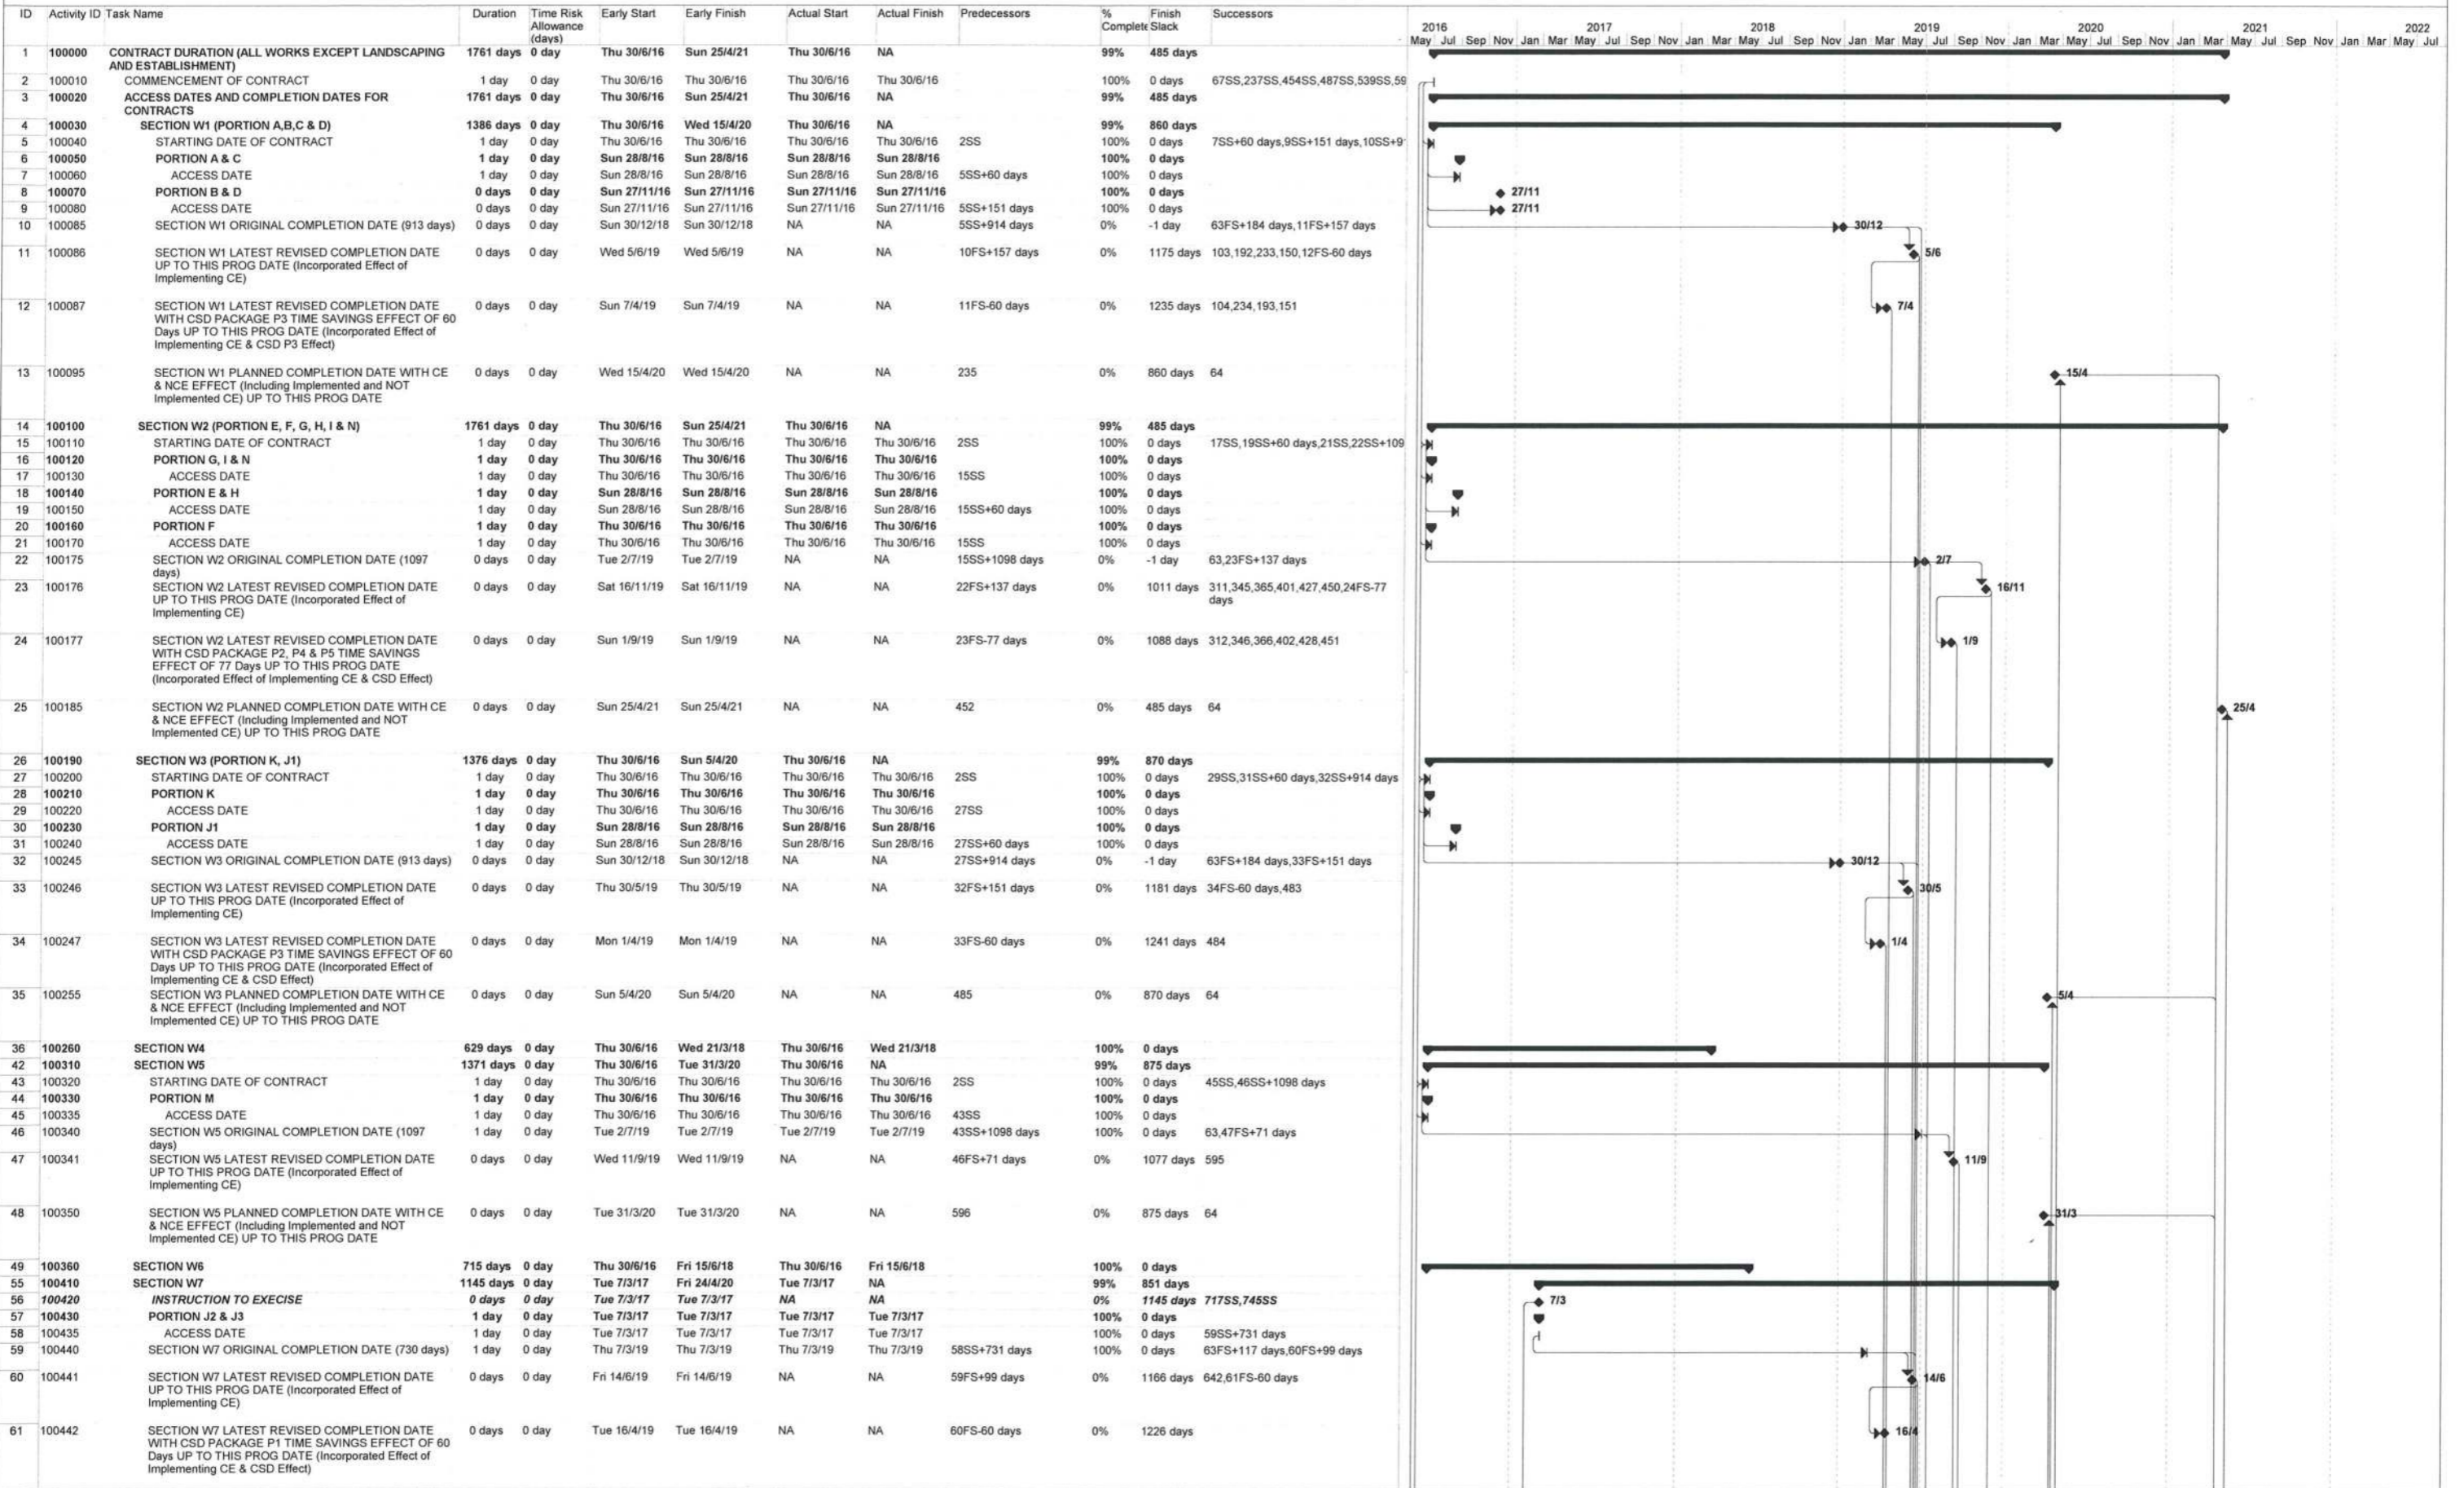 ID Activity ID Task Name Duration Time Risk Early Start Early Finish Actual Start Actual Finish Predecessors % Finish Successors
Allowance Complete Slack
(days)
2016 2017 2018 2019 2020 2021 2022
May Jul Sep Nov Jan Mar May Jul Sep Nov Jan Mar May Jul Sep Nov Jan Mar May Jul Sep Nov Jan Mar May Jul Sep Nov Jan Mar May Jul Sep Nov Jan Mar May Jul
1 100000 CONTRACT DURATION (ALL WORKS EXCEPT LANDSCAPING 1761 days 0 day Thu 30/6/16 Sun 25/4/21 Thu 30/6/16 NA 99% 485 days
AND ESTABLISHMENT)
2 100010 COMMENCEMENT OF CONTRACT 1 day 0 day Thu 30/6/16 Thu 30/6/16 Thu 30/6/16 Thu 30/6/16 100% 0 days 67SS,237SS,454SS,487SS,539SS,59
3 100020 ACCESS DATES AND COMPLETION DATES FOR 1761 days 0 day Thu 30/6/16 Sun 25/4/21 Thu 30/6/16 NA 99% 485 days
CONTRACTS
4 100030 SECTION W1 (PORTION A,B,C & D) 1386 days 0 day Thu 30/6/16 Wed 15/4/20 Thu 30/6/16 NA 99% 860 days
5 100040 STARTING DATE OF CONTRACT 1 day 0 day Thu 30/6/16 Thu 30/6/16 Thu 30/6/16 Thu 30/6/16 2SS 100% 0 days 7SS+60 days,9SS+151 days,10SS+9
6 100050 PORTION A & C 1 day 0 day Sun 28/8/16 Sun 28/8/16 Sun 28/8/16 Sun 28/8/16 100% 0 days
7 100060 ACCESS DATE 1 day 0 day Sun 28/8/16 Sun 28/8/16 Sun 28/8/16 Sun 28/8/16 5SS+60 days 100% 0 days
8 100070 PORTION B & D 0 days 0 day Sun 27/11/16 Sun 27/11/16 Sun 27/11/16 Sun 27/11/16 100% 0 days 27/11
9 100080 ACCESS DATE 0 days 0 day Sun 27/11/16 Sun 27/11/16 Sun 27/11/16 Sun 27/11/16 5SS+151 days 100% 0 days 27/11
10 100085 SECTION W1 ORIGINAL COMPLETION DATE (913 days) 0 days 0 day Sun 30/12/18 Sun 30/12/18 NA NA 5SS+914 days 0% -1 day 63FS+184 days,11FS+157 days 30/12
11 100086 SECTION W1 LATEST REVISED COMPLETION DATE 0 days 0 day Wed 5/6/19 Wed 5/6/19 NA NA 10FS+157 days 0% 1175 days 103,192,233,150,12FS-60 days 5/6
UP TO THIS PROG DATE (Incorporated Effect of
Implementing CE)
12 100087 SECTION W1 LATEST REVISED COMPLETION DATE 0 days 0 day Sun 7/4/19 Sun 7/4/19 NA NA 11FS-60 days 0% 1235 days 104,234,193,151 7/4
WITH CSD PACKAGE P3 TIME SAVINGS EFFECT OF 60
Days UP TO THIS PROG DATE (Incorporated Effect of
Implementing CE & CSD P3 Effect)
13 100095 SECTION W1 PLANNED COMPLETION DATE WITH CE 0 days 0 day Wed 15/4/20 Wed 15/4/20 NA NA 235 0% 860 days 64 15/4
& NCE EFFECT (Including Implemented and NOT
Implemented CE) UP TO THIS PROG DATE
14 100100 SECTION W2 (PORTION E, F, G, H, I & N) 1761 days 0 day Thu 30/6/16 Sun 25/4/21 Thu 30/6/16 NA 99% 485 days
15 100110 STARTING DATE OF CONTRACT 1 day 0 day Thu 30/6/16 Thu 30/6/16 Thu 30/6/16 Thu 30/6/16 2SS 100% 0 days 17SS,19SS+60 days,21SS,22SS+109
16 100120 PORTION G, I & N 1 day 0 day Thu 30/6/16 Thu 30/6/16 Thu 30/6/16 Thu 30/6/16 100% 0 days
17 100130 ACCESS DATE 1 day 0 day Thu 30/6/16 Thu 30/6/16 Thu 30/6/16 Thu 30/6/16 15SS 100% 0 days
18 100140 PORTION E & H 1 day 0 day Sun 28/8/16 Sun 28/8/16 Sun 28/8/16 Sun 28/8/16 100% 0 days
19 100150 ACCESS DATE 1 day 0 day Sun 28/8/16 Sun 28/8/16 Sun 28/8/16 Sun 28/8/16 15SS+60 days 100% 0 days
20 100160 PORTION F 1 day 0 day Thu 30/6/16 Thu 30/6/16 Thu 30/6/16 Thu 30/6/16 100% 0 days
21 100170 ACCESS DATE 1 day 0 day Thu 30/6/16 Thu 30/6/16 Thu 30/6/16 Thu 30/6/16 15SS 100% 0 days
22 100175 SECTION W2 ORIGINAL COMPLETION DATE (1097 0 days 0 day Tue 2/7/19 Tue 2/7/19 NA NA 15SS+1098 days 0% -1 day 63,23FS+137 days 2/7
days)
23 100176 SECTION W2 LATEST REVISED COMPLETION DATE 0 days 0 day Sat 16/11/19 Sat 16/11/19 NA NA 22FS+137 days 0% 1011 days 311,345,365,401,427,450,24FS-77 16/11
UP TO THIS PROG DATE (Incorporated Effect of days
Implementing CE)
24 100177 SECTION W2 LATEST REVISED COMPLETION DATE 0 days 0 day Sun 1/9/19 Sun 1/9/19 NA NA 23FS-77 days 0% 1088 days 312,346,366,402,428,451 1/9
WITH CSD PACKAGE P2, P4 & P5 TIME SAVINGS
EFFECT OF 77 Days UP TO THIS PROG DATE
(Incorporated Effect of Implementing CE & CSD Effect)
25 100185 SECTION W2 PLANNED COMPLETION DATE WITH CE 0 days 0 day Sun 25/4/21 Sun 25/4/21 NA NA 452 0% 485 days 64 25/4
& NCE EFFECT (Including Implemented and NOT
Implemented CE) UP TO THIS PROG DATE
26 100190 SECTION W3 (PORTION K, J1) 1376 days 0 day Thu 30/6/16 Sun 5/4/20 Thu 30/6/16 NA 99% 870 days
27 100200 STARTING DATE OF CONTRACT 1 day 0 day Thu 30/6/16 Thu 30/6/16 Thu 30/6/16 Thu 30/6/16 2SS 100% 0 days 29SS,31SS+60 days,32SS+914 days
28 100210 PORTION K 1 day 0 day Thu 30/6/16 Thu 30/6/16 Thu 30/6/16 Thu 30/6/16 100% 0 days
29 100220 ACCESS DATE 1 day 0 day Thu 30/6/16 Thu 30/6/16 Thu 30/6/16 Thu 30/6/16 27SS 100% 0 days
30 100230 PORTION J1 1 day 0 day Sun 28/8/16 Sun 28/8/16 Sun 28/8/16 Sun 28/8/16 100% 0 days
31 100240 ACCESS DATE 1 day 0 day Sun 28/8/16 Sun 28/8/16 Sun 28/8/16 Sun 28/8/16 27SS+60 days 100% 0 days
32 100245 SECTION W3 ORIGINAL COMPLETION DATE (913 days) 0 days 0 day Sun 30/12/18 Sun 30/12/18 NA NA 27SS+914 days 0% -1 day 63FS+184 days,33FS+151 days 30/12
33 100246 SECTION W3 LATEST REVISED COMPLETION DATE 0 days 0 day Thu 30/5/19 Thu 30/5/19 NA NA 32FS+151 days 0% 1181 days 34FS-60 days,483 30/5
UP TO THIS PROG DATE (Incorporated Effect of
Implementing CE)
34 100247 SECTION W3 LATEST REVISED COMPLETION DATE 0 days 0 day Mon 1/4/19 Mon 1/4/19 NA NA 33FS-60 days 0% 1241 days 484 1/4
WITH CSD PACKAGE P3 TIME SAVINGS EFFECT OF 60
Days UP TO THIS PROG DATE (Incorporated Effect of
Implementing CE & CSD Effect)
35 100255 SECTION W3 PLANNED COMPLETION DATE WITH CE 0 days 0 day Sun 5/4/20 Sun 5/4/20 NA NA 485 0% 870 days 64 5/4
& NCE EFFECT (Including Implemented and NOT
Implemented CE) UP TO THIS PROG DATE
36 100260 SECTION W4 629 days 0 day Thu 30/6/16 Wed 21/3/18 Thu 30/6/16 Wed 21/3/18 100% 0 days
42 100310 SECTION W5 1371 days 0 day Thu 30/6/16 Tue 31/3/20 Thu 30/6/16 NA 99% 875 days
43 100320 STARTING DATE OF CONTRACT 1 day 0 day Thu 30/6/16 Thu 30/6/16 Thu 30/6/16 Thu 30/6/16 2SS 100% 0 days 45SS,46SS+1098 days
44 100330 PORTION M 1 day 0 day Thu 30/6/16 Thu 30/6/16 Thu 30/6/16 Thu 30/6/16 100% 0 days
45 100335 ACCESS DATE 1 day 0 day Thu 30/6/16 Thu 30/6/16 Thu 30/6/16 Thu 30/6/16 43SS 100% 0 days
46 100340 SECTION W5 ORIGINAL COMPLETION DATE (1097 1 day 0 day Tue 2/7/19 Tue 2/7/19 Tue 2/7/19 Tue 2/7/19 43SS+1098 days 100% 0 days 63,47FS+71 days
days)
47 100341 SECTION W5 LATEST REVISED COMPLETION DATE 0 days 0 day Wed 11/9/19 Wed 11/9/19 NA NA 46FS+71 days 0% 1077 days 595 11/9
UP TO THIS PROG DATE (Incorporated Effect of
Implementing CE)
48 100350 SECTION W5 PLANNED COMPLETION DATE WITH CE 0 days 0 day Tue 31/3/20 Tue 31/3/20 NA NA 596 0% 875 days 64 31/3
& NCE EFFECT (Including Implemented and NOT
Implemented CE) UP TO THIS PROG DATE
49 100360 SECTION W6 715 days 0 day Thu 30/6/16 Fri 15/6/18 Thu 30/6/16 Fri 15/6/18 100% 0 days
55 100410 SECTION W7 1145 days 0 day Tue 7/3/17 Fri 24/4/20 Tue 7/3/17 NA 99% 851 days
56 100420 INSTRUCTION TO EXECISE 0 days 0 day Tue 7/3/17 Tue 7/3/17 NA NA 0% 1145 days 717SS,745SS 7/3
57 100430 PORTION J2 & J3 1 day 0 day Tue 7/3/17 Tue 7/3/17 Tue 7/3/17 Tue 7/3/17 100% 0 days
58 100435 ACCESS DATE 1 day 0 day Tue 7/3/17 Tue 7/3/17 Tue 7/3/17 Tue 7/3/17 100% 0 days 59SS+731 days
59 100440 SECTION W7 ORIGINAL COMPLETION DATE (730 days) 1 day 0 day Thu 7/3/19 Thu 7/3/19 Thu 7/3/19 Thu 7/3/19 58SS+731 days 100% 0 days 63FS+117 days,60FS+99 days
60 100441 SECTION W7 LATEST REVISED COMPLETION DATE 0 days 0 day Fri 14/6/19 Fri 14/6/19 NA NA 59FS+99 days 0% 1166 days 642,61FS-60 days 14/6
UP TO THIS PROG DATE (Incorporated Effect of
Implementing CE)
61 100442 SECTION W7 LATEST REVISED COMPLETION DATE 0 days 0 day Tue 16/4/19 Tue 16/4/19 NA NA 60FS-60 days 0% 1226 days 16/4
WITH CSD PACKAGE P1 TIME SAVINGS EFFECT OF 60
Days UP TO THIS PROG DATE (Incorporated Effect of
Implementing CE & CSD Effect)